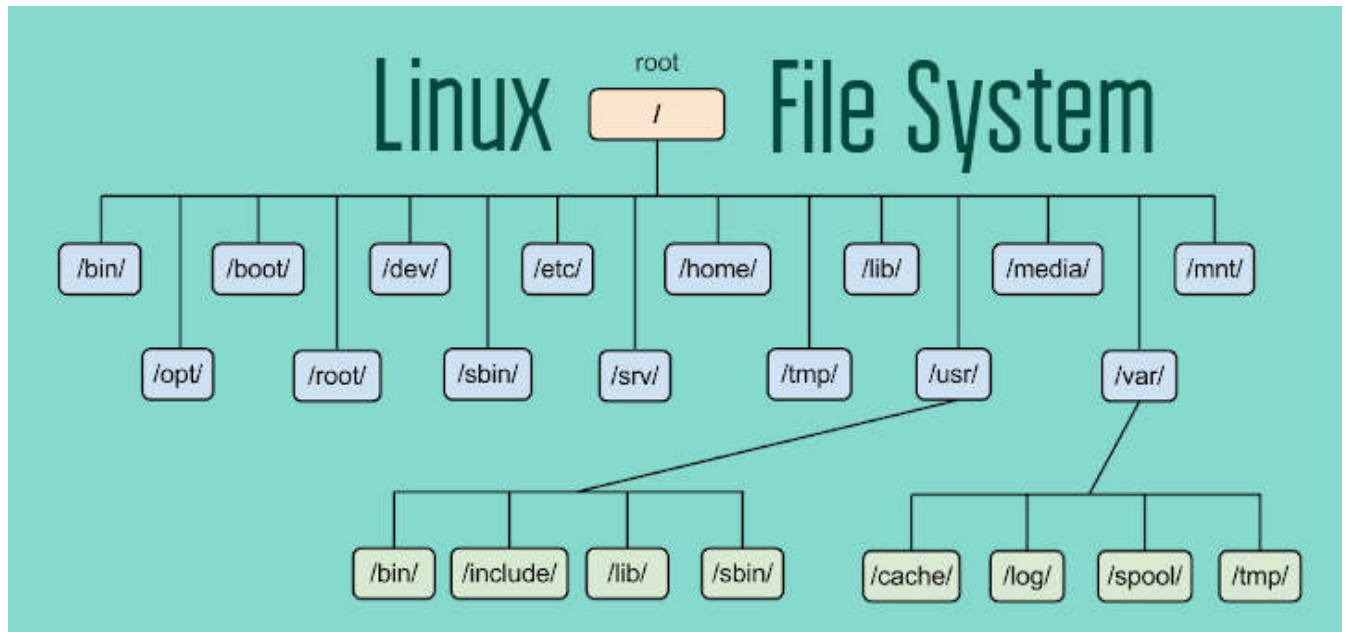 root
Linux / File System
/bin/ /boot/ /dev/ /etc/ /home/ /lib/ /media/ /mnt/
/opt/ /root/ /sbin/ /srv/ /tmp/ /usr/ /var/
/bin/ /include/ /lib/ /sbin/ /cache/ /log/ /spool/ /tmp/